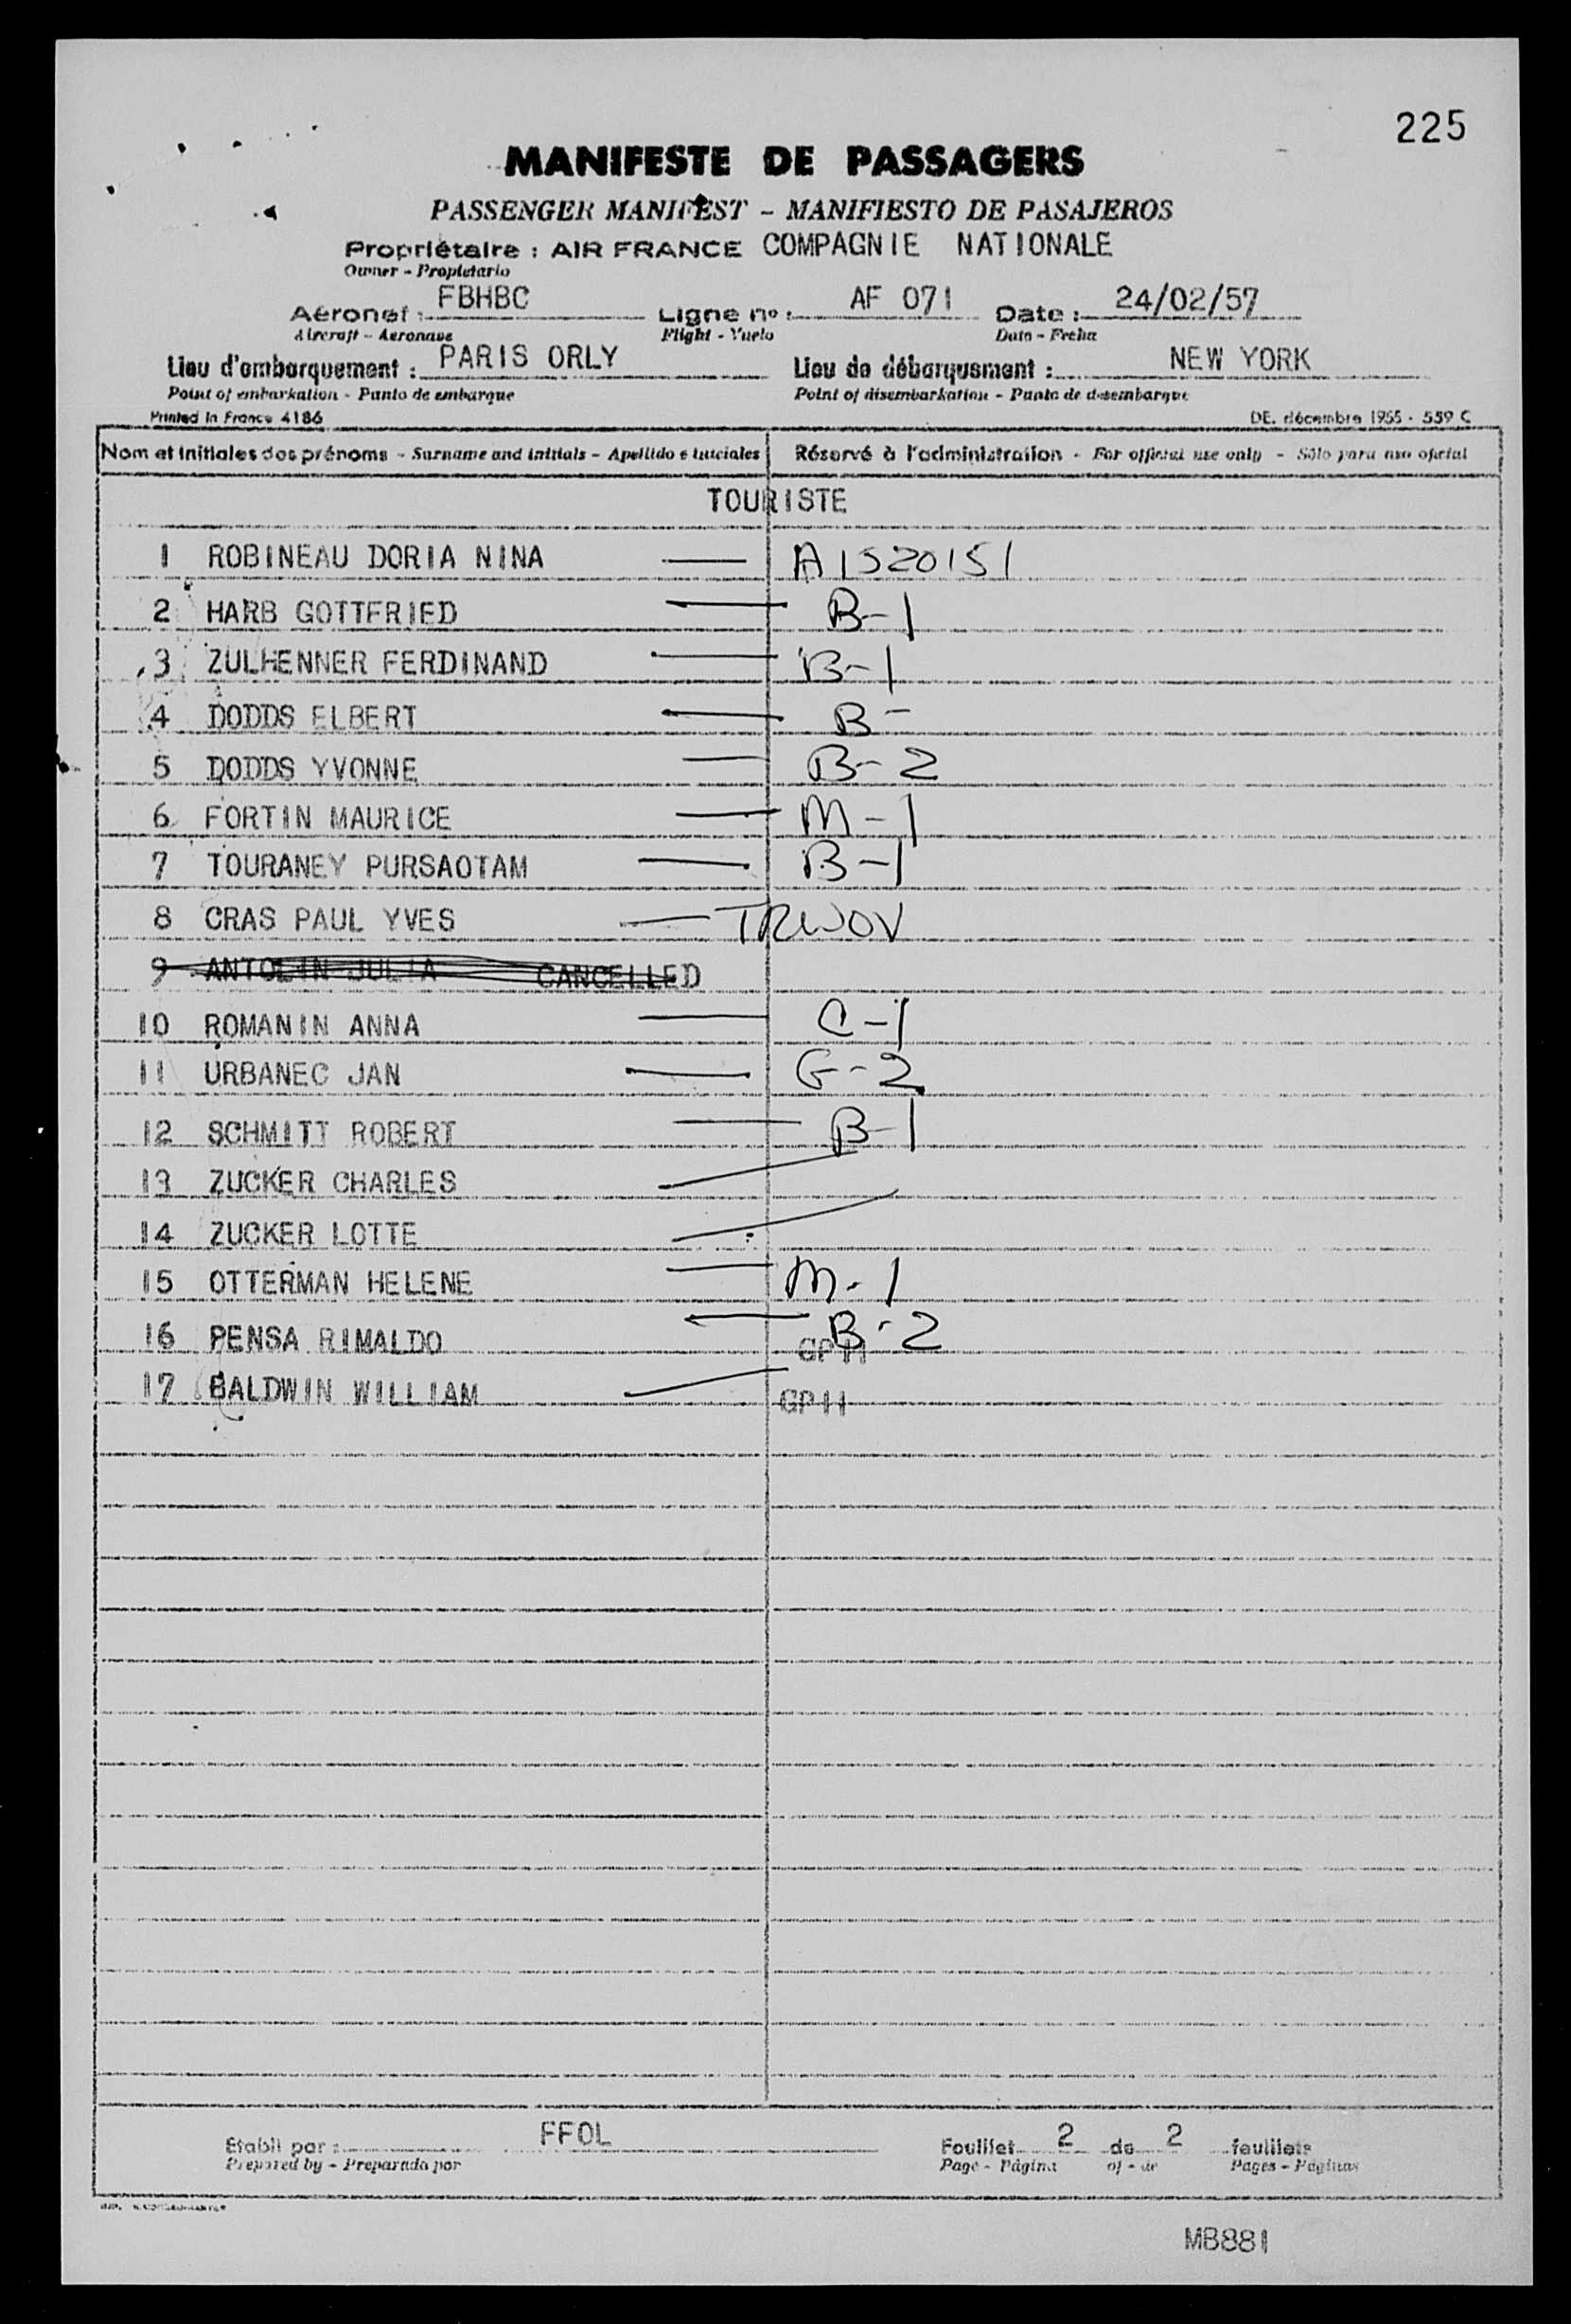 225
MANIFESTE DE PASSAGERS
PASSENGER MANIFEST - MANIFIESTO DE PASAJEROS
Propriétaire : AIR FRANCE COMPAGNIE NATIONALE
Owner - Propietario
Aéronef : FBHBC Ligne nº : AF 071 Date : 24/02/57
Aircraft - Aeronave Flight - Vuelo Date - Fecha
Lieu d'embarquement : PARIS ORLY Lieu de débarquement : NEW YORK
Point of embarkation - Punto de embarque Point of disembarkation - Punto de desembarque
Printed in France 4186 DE. décembre 1955 - 559 C
Nom et initiales des prénoms - Surname and initials - Apellido e iniciales Réservé à l'administration - For official use only - Sólo para uso oficial
TOURISTE
1 ROBINEAU DORIA NINA — A1520151
2 HARB GOTTFRIED — B-1
3 ZULHENNER FERDINAND — B-1
4 DODDS ELBERT — B-
5 DODDS YVONNE — B-2
6 FORTIN MAURICE — M-1
7 TOURANEY PURSAOTAM — B-1
8 CRAS PAUL YVES — TRWOV
9 ANTOLIN JULIA CANCELLED
10 ROMANIN ANNA — C-1
11 URBANEC JAN — G-2
12 SCHMITT ROBERT — B-1
13 ZUCKER CHARLES
14 ZUCKER LOTTE
15 OTTERMAN HELENE — M-1
16 PENSA RIMALDO — B-2
17 BALDWIN WILLIAM GP11
Etabli par : FFOL Feuillet 2 de 2 feuillets
Prepared by - Preparado por Page - Página of - de Pages - Páginas
MB881